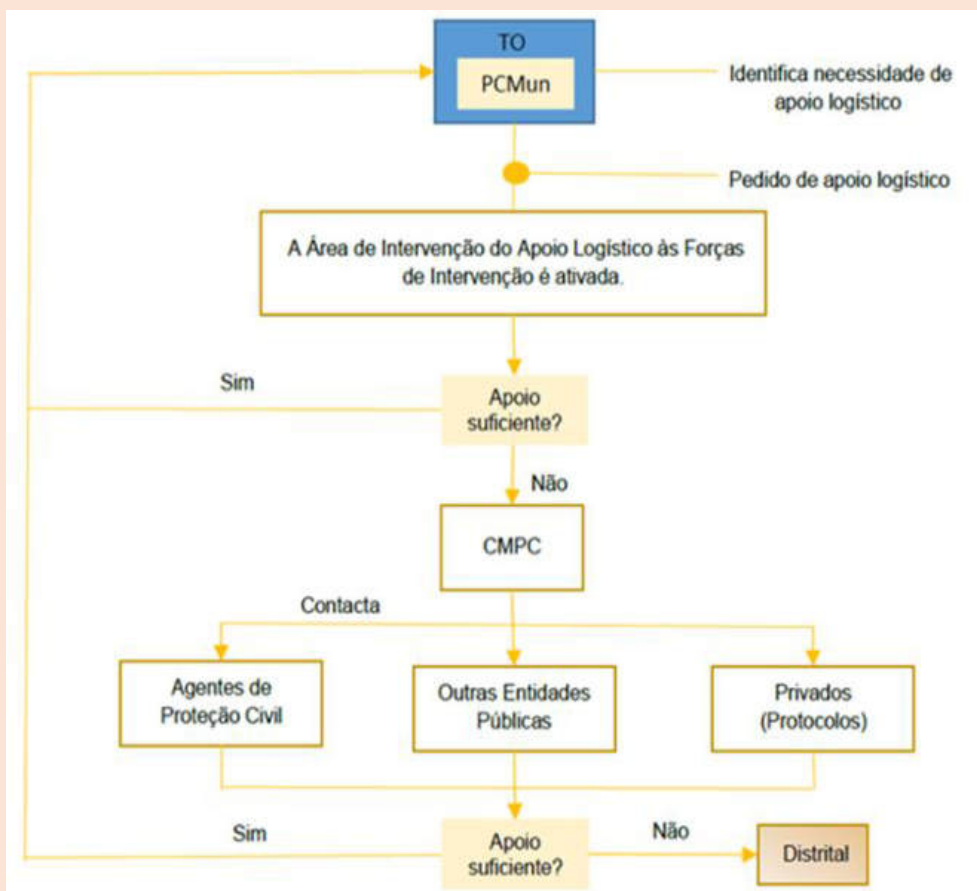 TO
PCMun
Identifica necessidade de
apoio logístico
Pedido de apoio logístico
A Área de Intervenção do Apoio Logístico às Forças
de Intervenção é ativada.
Sim
Apoio
suficiente?
Não
CMPC
Contacta
Agentes de
Proteção Civil
Outras Entidades
Públicas
Privados
(Protocolos)
Sim
Apoio
suficiente?
Não
Distrital